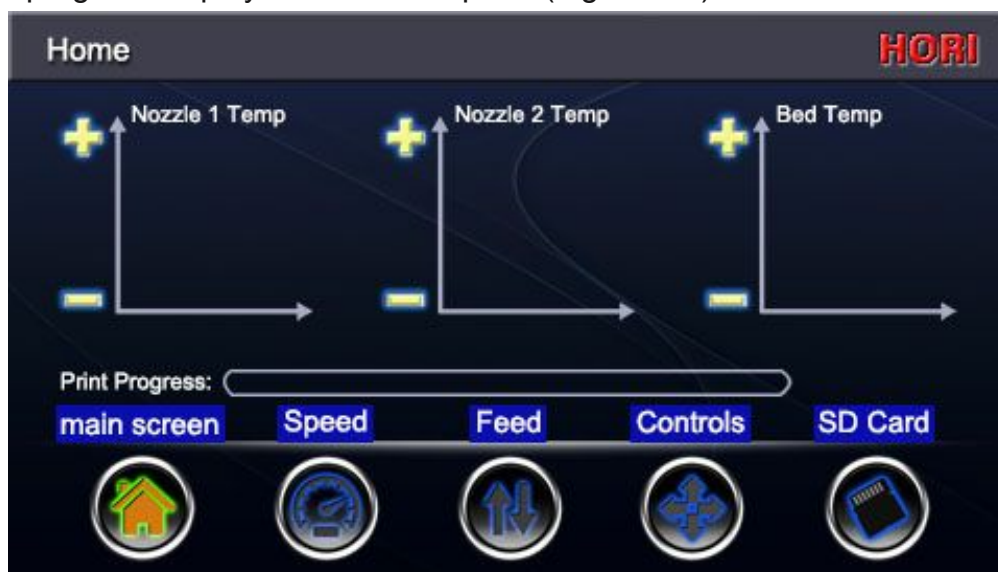 Home HORI
Nozzle 1 Temp Nozzle 2 Temp Bed Temp
Print Progress:
main screen Speed Feed Controls SD Card